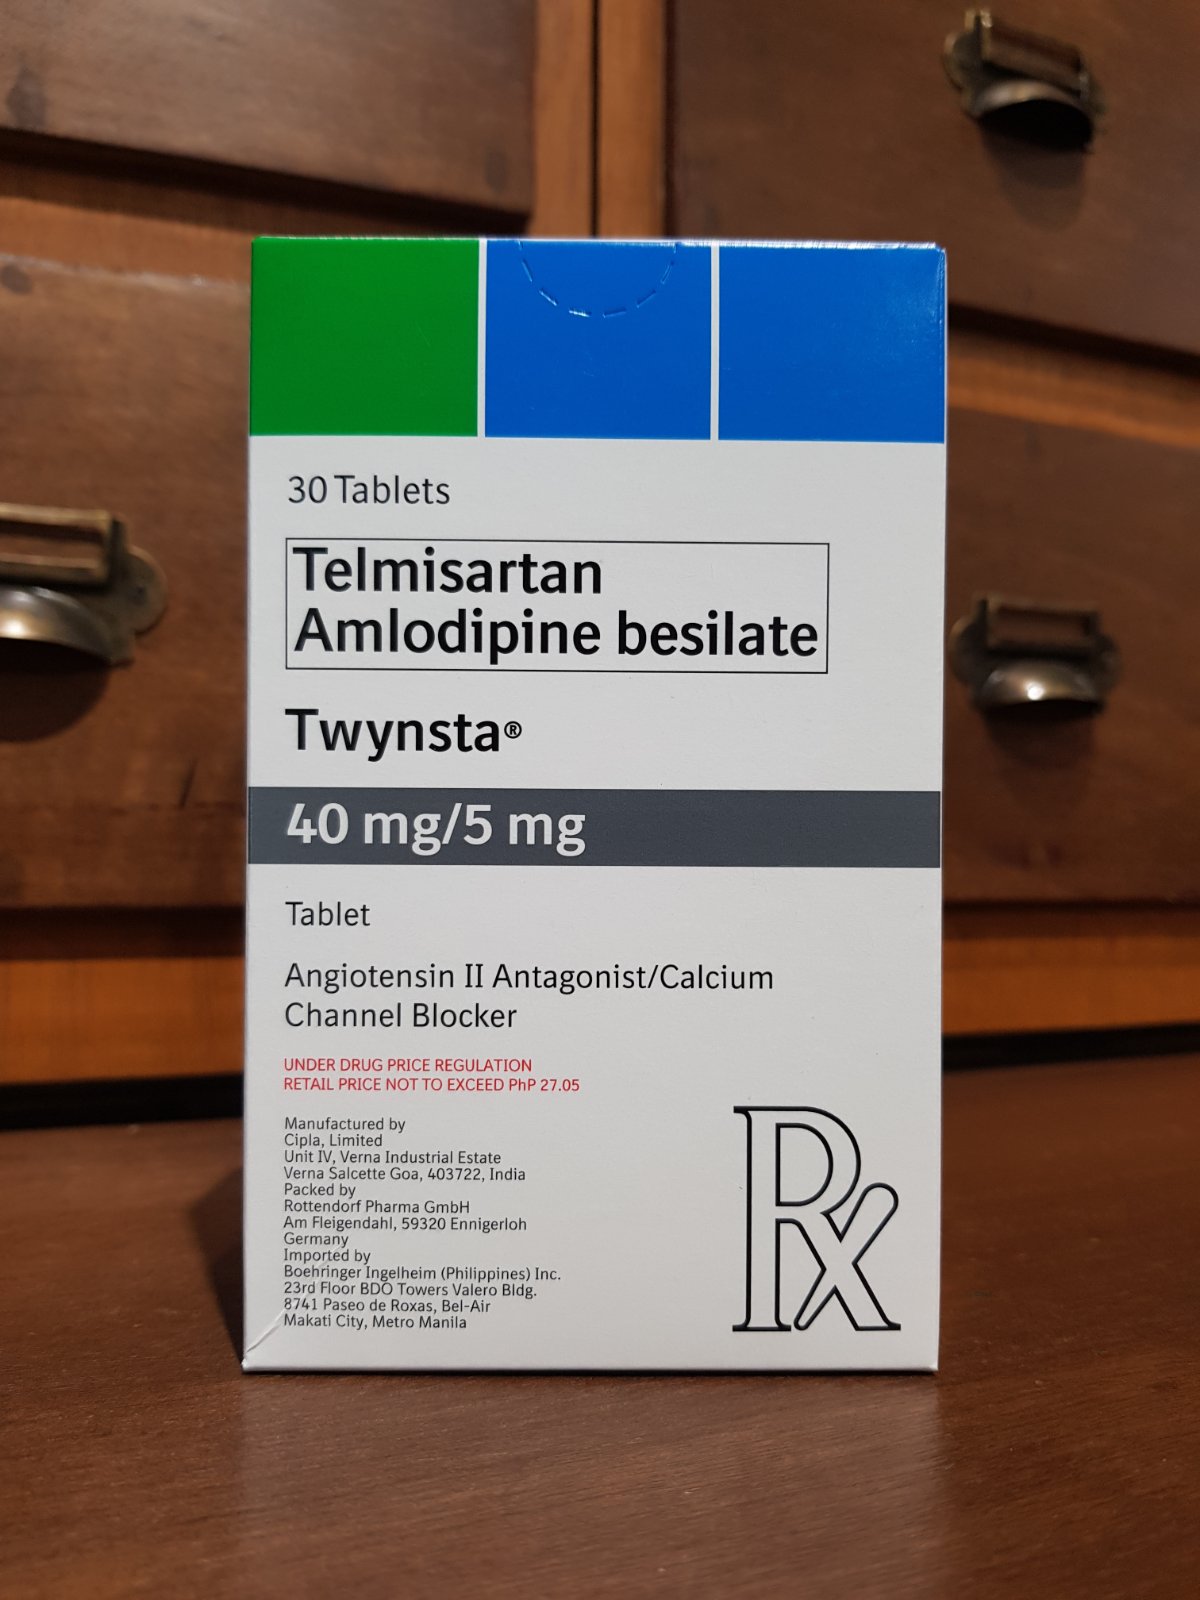 30 Tablets
Telmisartan
Amlodipine besilate
Twynsta®
40 mg/5 mg
Tablet
Angiotensin II Antagonist/Calcium
Channel Blocker
UNDER DRUG PRICE REGULATION
RETAIL PRICE NOT TO EXCEED PhP 27.05
Manufactured by
Cipla, Limited
Unit IV, Verna Industrial Estate
Verna Salcette Goa, 403722, India
Packed by
Rottendorf Pharma GmbH
Am Fleigendahl, 59320 Ennigerloh
Germany
Imported by
Boehringer Ingelheim (Philippines) Inc.
23rd Floor BDO Towers Valero Bldg.
8741 Paseo de Roxas, Bel-Air
Makati City, Metro Manila
Rx